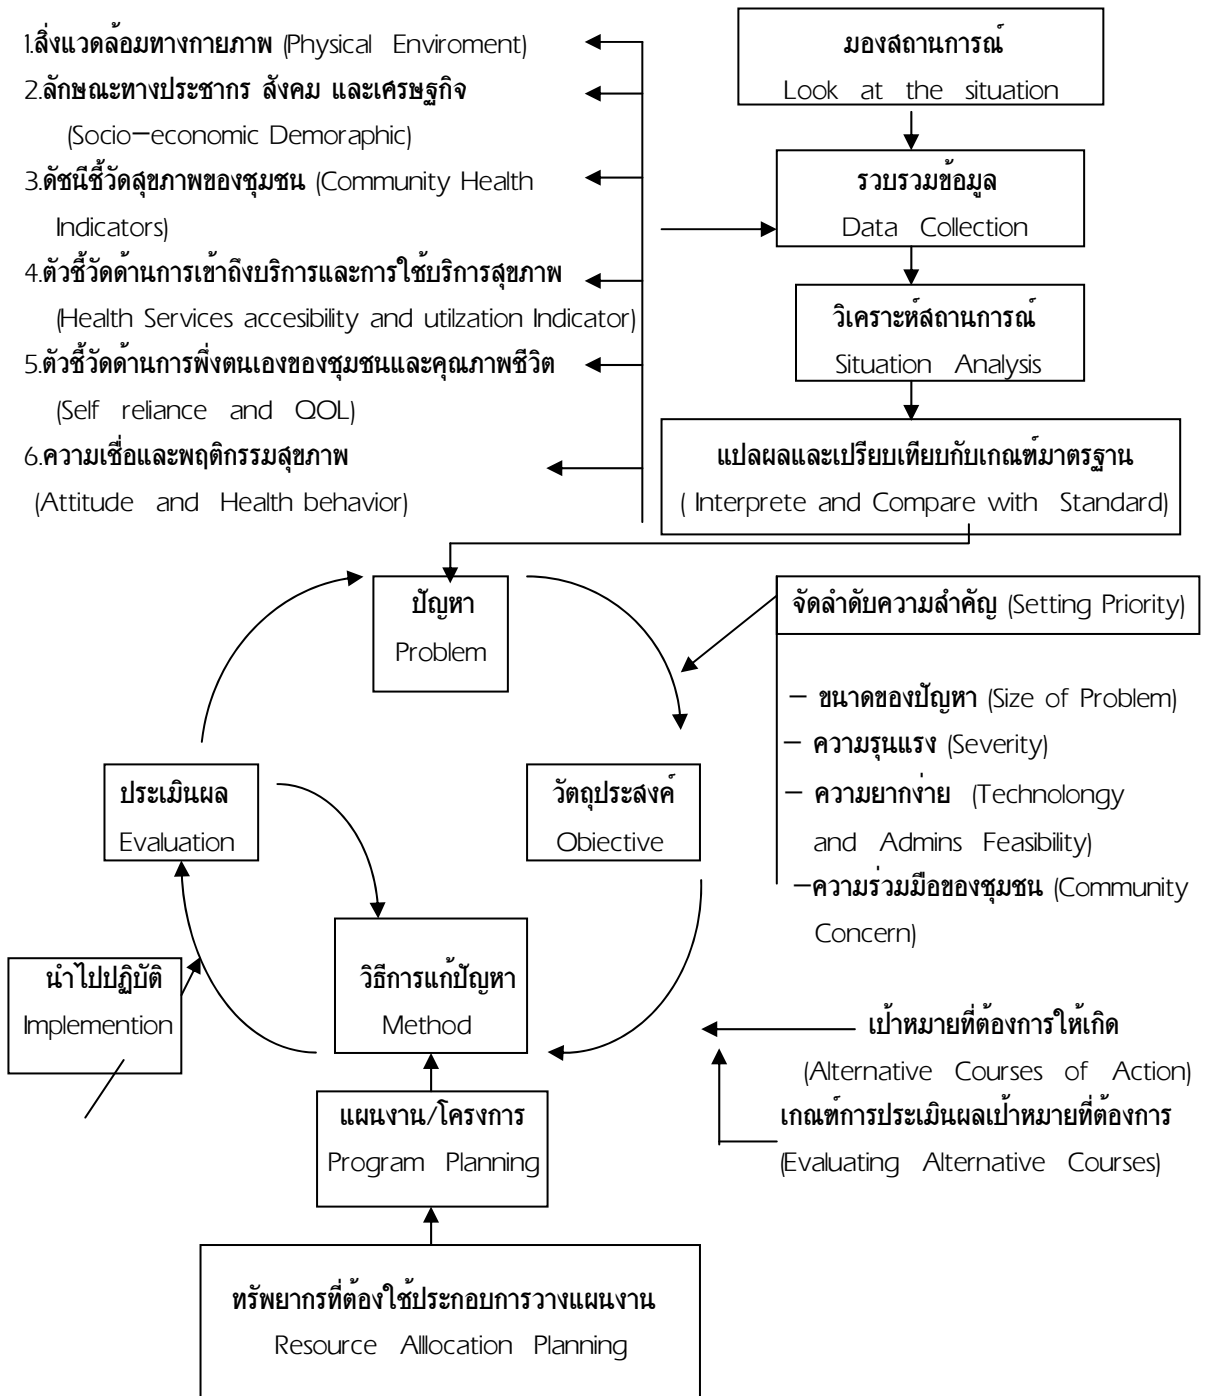 1.สิ่งแวดล้อมทางกายภาพ (Physical Enviroment)
2.ลักษณะทางประชากร สังคม และเศรษฐกิจ
(Socio-economic Demoraphic)
3.ดัชนีชี้วัดสุขภาพของชุมชน (Community Health
Indicators)
4.ตัวชี้วัดด้านการเข้าถึงบริการและการใช้บริการสุขภาพ
(Health Services accesibility and utilzation Indicator)
5.ตัวชี้วัดด้านการพึ่งตนเองของชุมชนและคุณภาพชีวิต
(Self reliance and QOL)
6.ความเชื่อและพฤติกรรมสุขภาพ
(Attitude and Health behavior)
มองสถานการณ์
Look at the situation
รวบรวมข้อมูล
Data Collection
วิเคราะห์สถานการณ์
Situation Analysis
แปลผลและเปรียบเทียบกับเกณฑ์มาตรฐาน
( Interprete and Compare with Standard)
ปัญหา
Problem
จัดลำดับความสำคัญ (Setting Priority)
- ขนาดของปัญหา (Size of Problem)
- ความรุนแรง (Severity)
- ความยากง่าย (Technolongy
and Admins Feasibility)
-ความร่วมมือของชุมชน (Community
Concern)
ประเมินผล
Evaluation
วัตถุประสงค์
Obiective
วิธีการแก้ปัญหา
Method
นำไปปฏิบัติ
Implemention
เป้าหมายที่ต้องการให้เกิด
(Alternative Courses of Action)
เกณฑ์การประเมินผลเป้าหมายที่ต้องการ
(Evaluating Alternative Courses)
แผนงาน/โครงการ
Program Planning
ทรัพยากรที่ต้องใช้ประกอบการวางแผนงาน
Resource Alllocation Planning